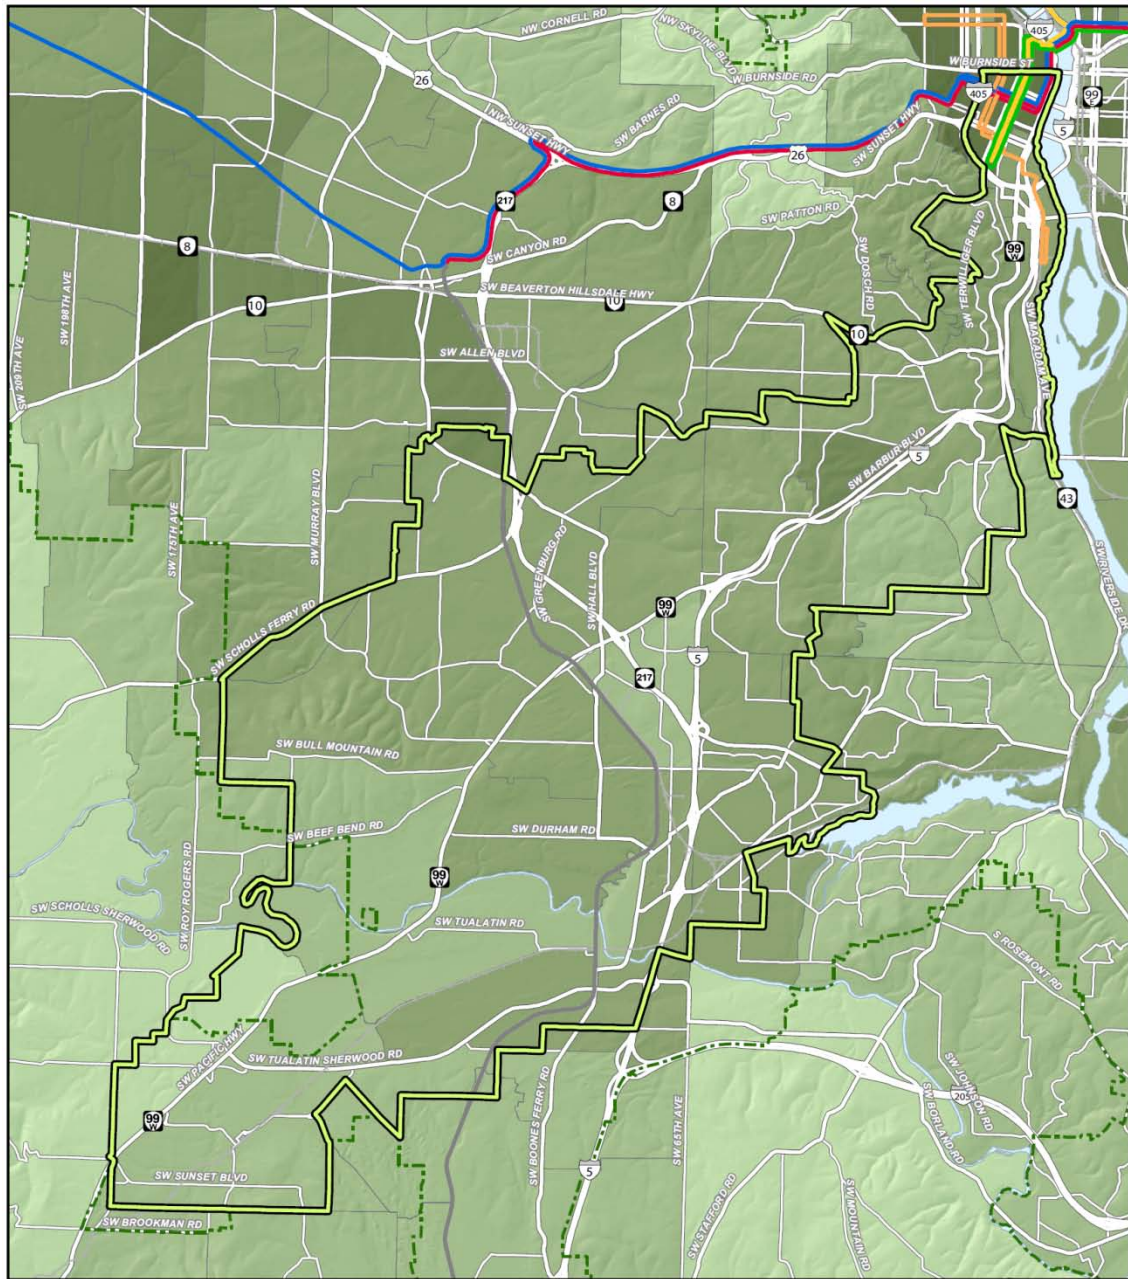 NW CORNELL RD
NW SKYLINE BLVD
405
W BURNSIDE ST
26
W BURNSIDE RD
405
99
E
NW SUNSET HWY
SW BARNES RD
SW SUNSET HWY
26
5
217
8
SW PATTON RD
8
SW CANYON RD
SW DOSCH RD
SW TERWILLIGER BLVD
99
W
SW 198TH AVE
10
SW BEAVERTON HILLSDALE HWY
10
10
SW 209TH AVE
SW ALLEN BLVD
SW MACADAM AVE
SW BARBUR BLVD
5
43
SW 175TH AVE
SW MURRAY BLVD
SW GREENBURG RD
SW HALL BLVD
99
W
SW RIVERSIDE DR
SW SCHOLLS FERRY RD
5
217
SW BULL MOUNTAIN RD
SW BEEF BEND RD
SW DURHAM RD
99
W
SW ROY ROGERS RD
SW SCHOLLS SHERWOOD RD
SW TUALATIN RD
S ROSEMONT RD
SW PACIFIC HWY
SW TUALATIN SHERWOOD RD
SW BOONES FERRY RD
SW 65TH AVE
SW JOHNSON RD
205
SW BORLAND RD
99
W
SW SUNSET BLVD
5
SW STAFFORD RD
SW MOUNTAIN RD
SW BROOKMAN RD